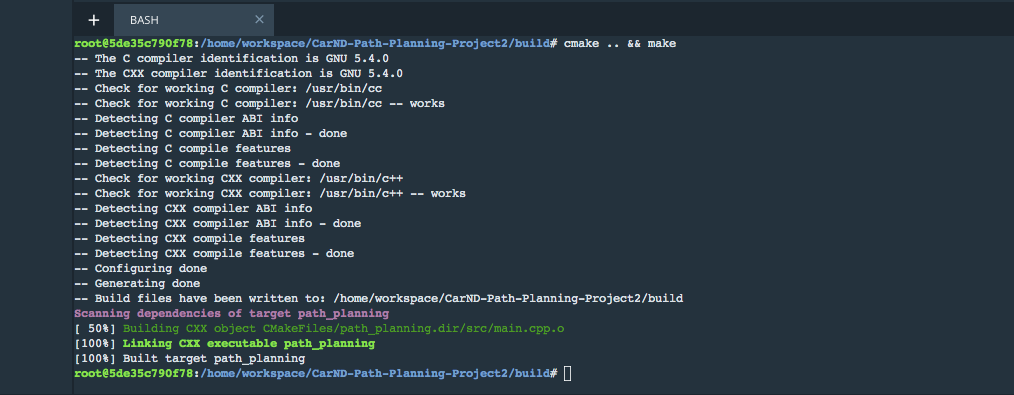 + BASH ×
root@5de35c790f78:/home/workspace/CarND-Path-Planning-Project2/build# cmake .. && make
-- The C compiler identification is GNU 5.4.0
-- The CXX compiler identification is GNU 5.4.0
-- Check for working C compiler: /usr/bin/cc
-- Check for working C compiler: /usr/bin/cc -- works
-- Detecting C compiler ABI info
-- Detecting C compiler ABI info - done
-- Detecting C compile features
-- Detecting C compile features - done
-- Check for working CXX compiler: /usr/bin/c++
-- Check for working CXX compiler: /usr/bin/c++ -- works
-- Detecting CXX compiler ABI info
-- Detecting CXX compiler ABI info - done
-- Detecting CXX compile features
-- Detecting CXX compile features - done
-- Configuring done
-- Generating done
-- Build files have been written to: /home/workspace/CarND-Path-Planning-Project2/build
Scanning dependencies of target path_planning
[ 50%] Building CXX object CMakeFiles/path_planning.dir/src/main.cpp.o
[100%] Linking CXX executable path_planning
[100%] Built target path_planning
root@5de35c790f78:/home/workspace/CarND-Path-Planning-Project2/build#